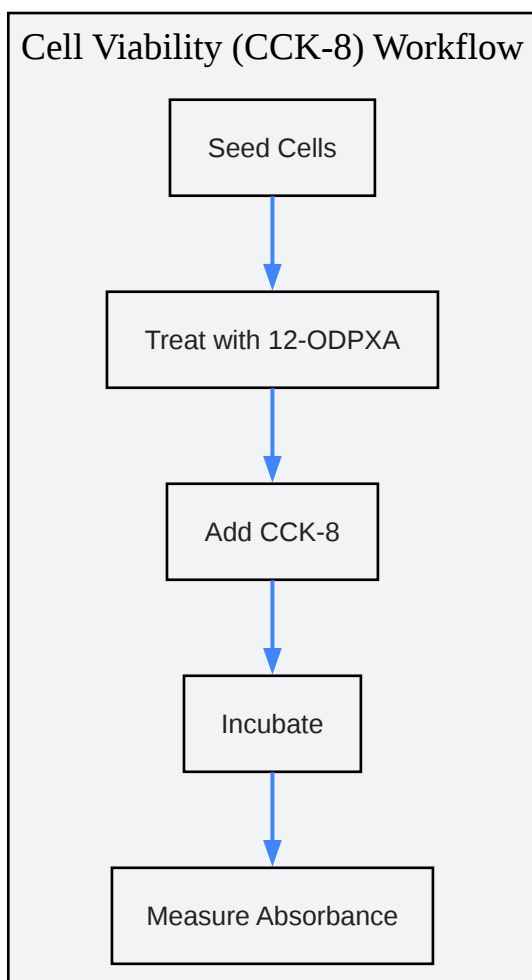 Cell Viability (CCK-8) Workflow
Seed Cells
Treat with 12-ODPXA
Add CCK-8
Incubate
Measure Absorbance